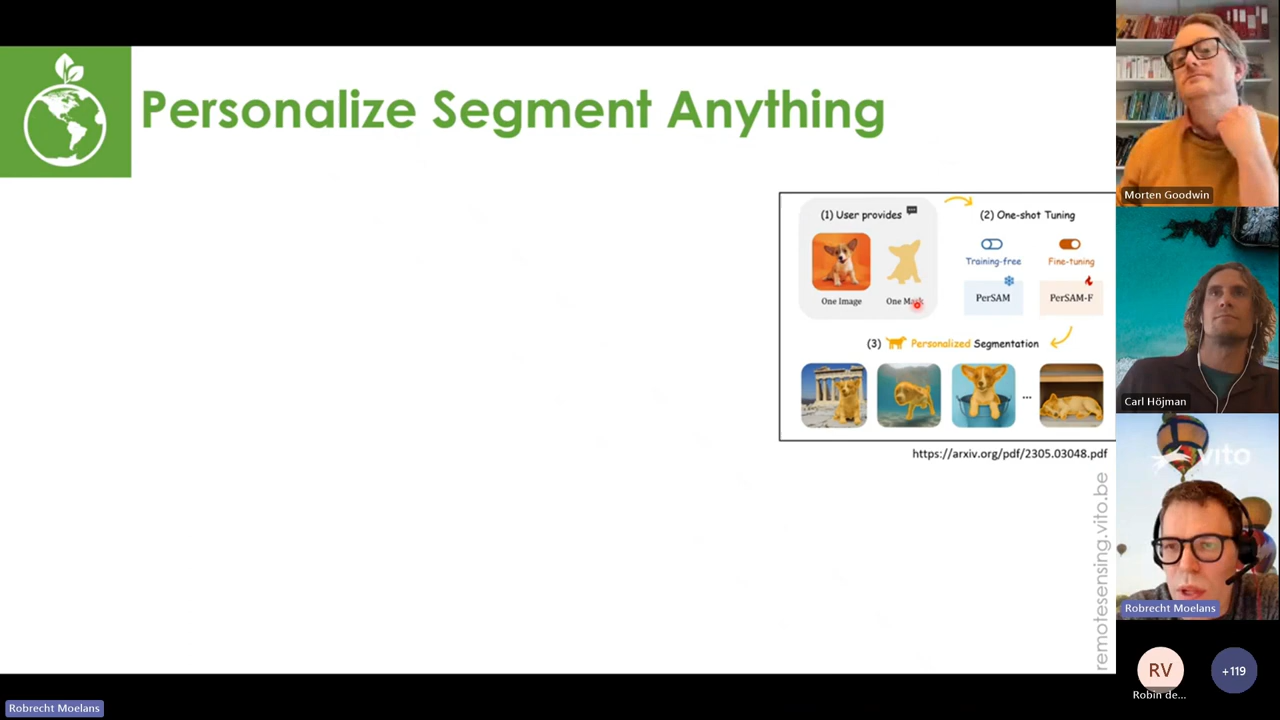 Personalize Segment Anything
(1) User provides
(2) One-shot Tuning
Training-free
Fine-tuning
One Image
One Mask
PerSAM
PerSAM-F
(3) Personalized Segmentation
...
https://arxiv.org/pdf/2305.03048.pdf
remotesensing.vito.be
Morten Goodwin
Carl Höjman
vito
Robrecht Moelans
RV
+119
Robin de...
Robrecht Moelans